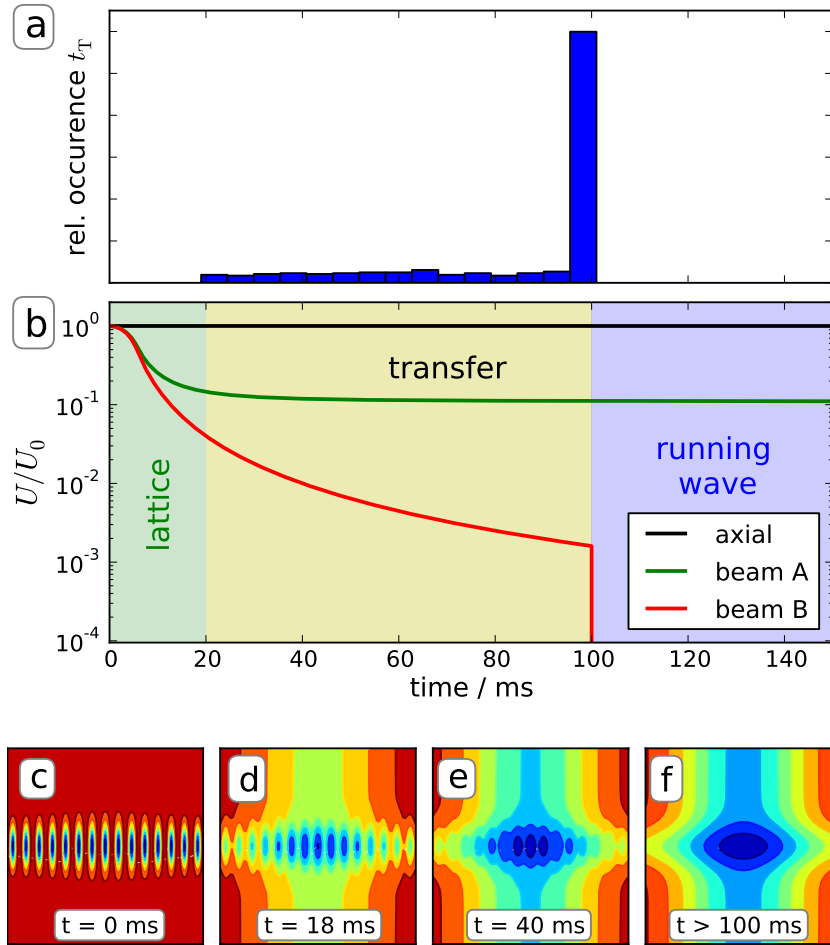 a
rel. occurence t_T
b
10^0
10^-1
10^-2
10^-3
10^-4
U/U_0
lattice
transfer
running
wave
axial
beam A
beam B
0 20 40 60 80 100 120 140
time / ms
c d e f
t = 0 ms t = 18 ms t = 40 ms t > 100 ms